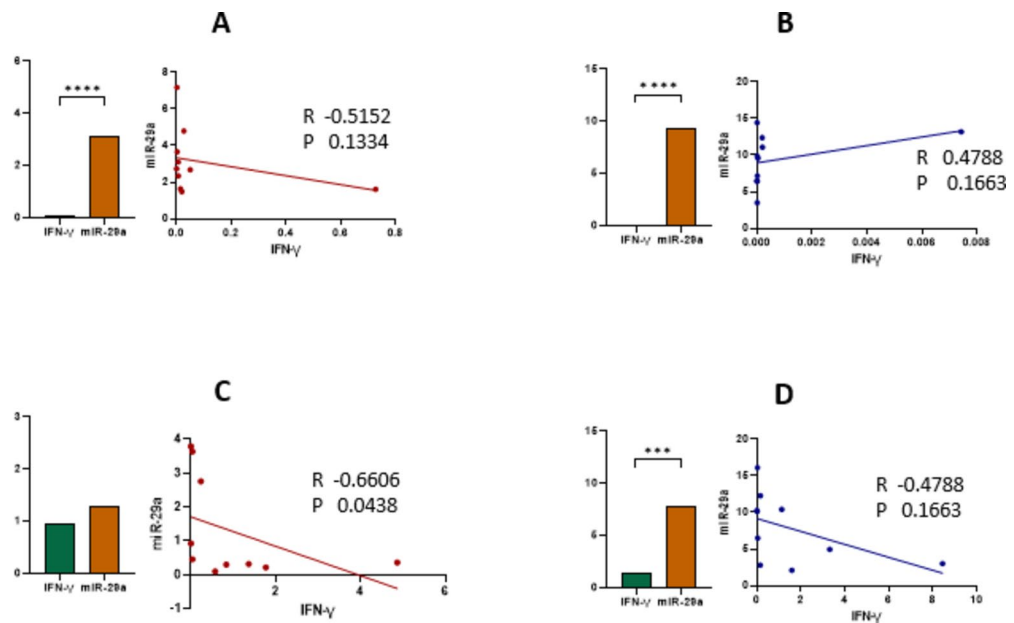 A
6
4
2
0
****
IFN-γ miR-29a
miR-29a
8
6
4
2
0
0.0 0.2 0.4 0.6 0.8
IFN-γ
R -0.5152
P 0.1334
B
15
10
5
0
****
IFN-γ miR-29a
miR-29a
20
15
10
5
0
0.000 0.002 0.004 0.006 0.008
IFN-γ
R 0.4788
P 0.1663
C
3
2
1
0
IFN-γ miR-29a
miR-29a
4
3
2
1
0
-1
2 4 6
IFN-γ
R -0.6606
P 0.0438
D
15
10
5
0
***
IFN-γ miR-29a
miR-29a
20
15
10
5
0
0 2 4 6 8 10
IFN-γ
R -0.4788
P 0.1663